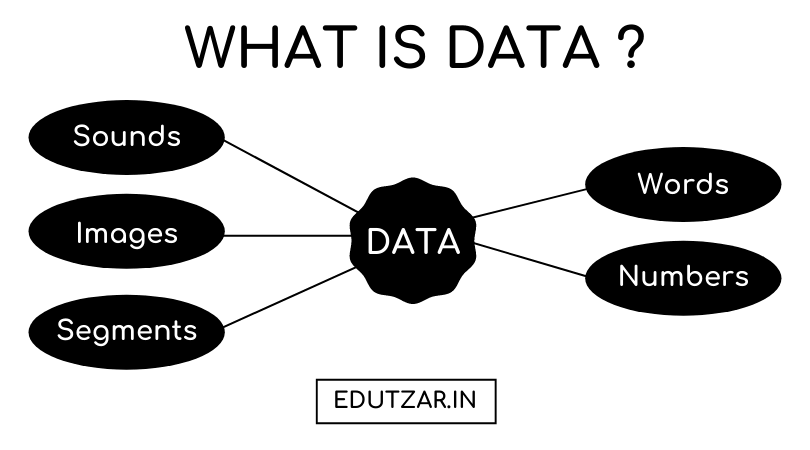 WHAT IS DATA ?
Sounds
Images
Segments
DATA
Words
Numbers
EDUTZAR.IN